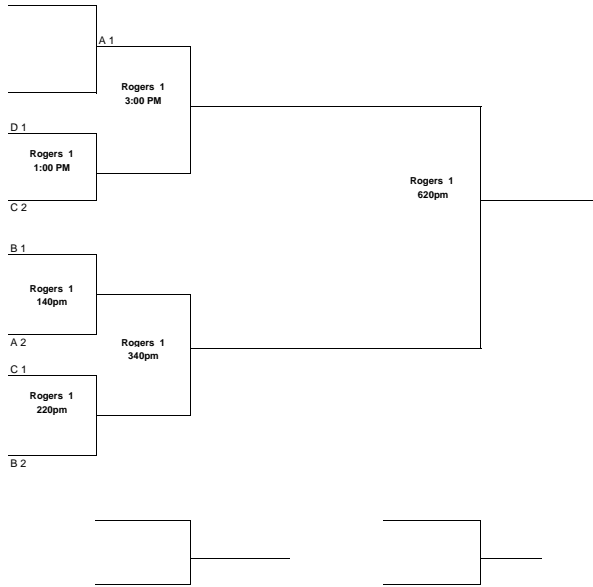 A 1
Rogers 1
3:00 PM
D 1
Rogers 1
1:00 PM
C 2
Rogers 1
620pm
B 1
Rogers 1
140pm
A 2
Rogers 1
340pm
C 1
Rogers 1
220pm
B 2